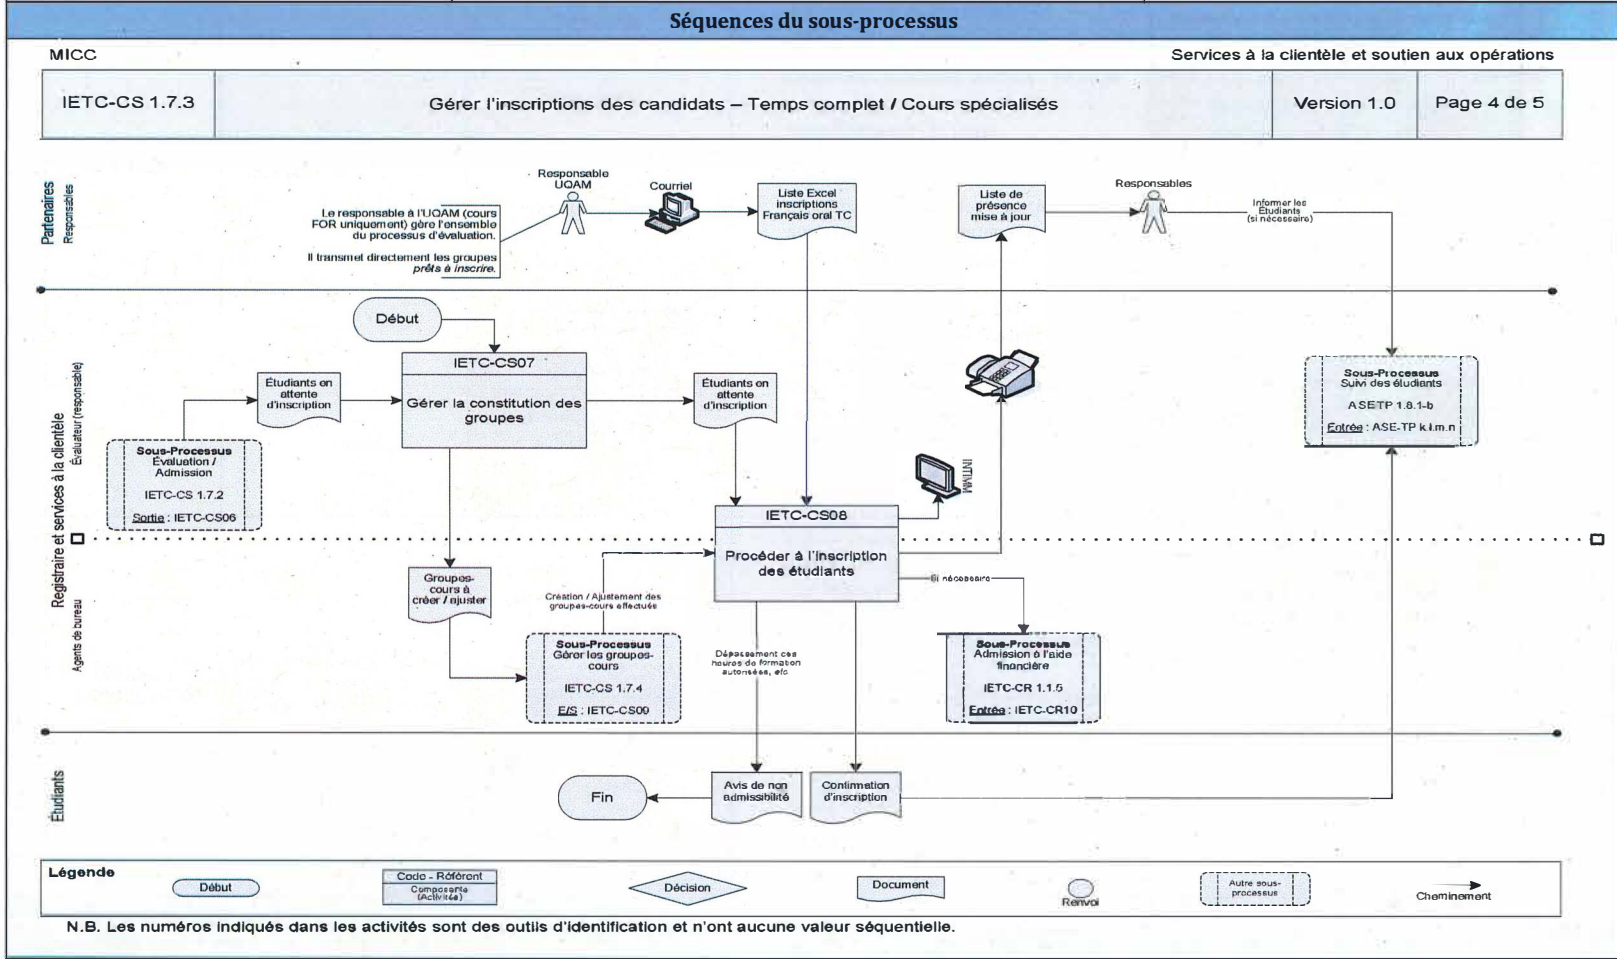 Séquences du sous-processus
MICC
Services à la clientèle et soutien aux opérations
IETC-CS 1.7.3
Gérer l'inscriptions des candidats – Temps complet / Cours spécialisés
Version 1.0
Page 4 de 5
Partenaires
Responsables
Le responsable à l'UQAM (cours
FOR uniquement) gère l'ensemble
du processus d'évaluation.
Il transmet directement les groupes
prêts à inscrire.
Responsable
UQAM
Courriel
Liste Excel
inscriptions
Français oral TC
Liste de
présence
mise à jour
Responsables
Informer les
Étudiants
(si nécessaire)
Registraire et services à la clientèle
Évaluateur (responsable)
Agents de bureau
Début
IETC-CS07
Gérer la constitution des
groupes
Étudiants en
attente
d'inscription
Étudiants en
attente
d'inscription
Sous-Processus
Évaluation /
Admission
IETC-CS 1.7.2
Sortie : IETC-CS06
Sous-Processus
Suivi des étudiants
ASETP 1.8.1-b
Entrée : ASE-TP k.l.m.n
INTIMM
IETC-CS08
Procéder à l'inscription
des étudiants
Groupes-
cours à
créer / ajuster
Création / Ajustement des
groupes-cours effectués
Si nécessaire
Sous-Processus
Gérer les groupes-
cours
IETC-CS 1.7.4
E/S : IETC-CS09
Dépassement des
heures de formation
autorisées, etc
Sous-Processus
Admission à l'aide
financière
IETC-CR 1.1.5
Entrée : IETC-CR10
Étudiants
Fin
Avis de non
admissibilité
Confirmation
d'inscription
Légende
Début
Code - Référent
Composante
(Activités)
Décision
Document
Renvoi
Autre sous-
processus
Cheminement
N.B. Les numéros indiqués dans les activités sont des outils d'identification et n'ont aucune valeur séquentielle.